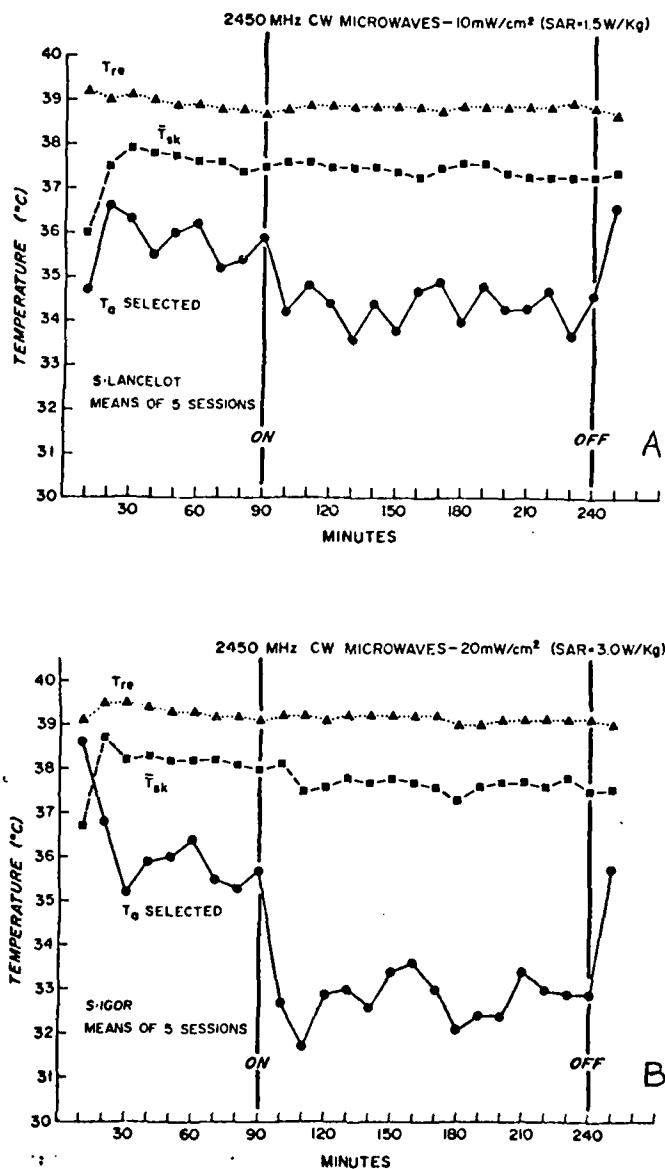 2450 MHz CW MICROWAVES – 10mW/cm² (SAR=1.5W/Kg)
40
Tre
39
38
T̄sk
37
36
35
Ta SELECTED
34
33
S·LANCELOT
32
MEANS OF 5 SESSIONS
31
ON
OFF
A
30
TEMPERATURE (°C)
30 60 90 120 150 180 210 240
MINUTES
2450 MHz CW MICROWAVES – 20mW/cm² (SAR=3.0W/Kg)
40
Tre
39
38
T̄sk
37
36
35
Ta SELECTED
34
33
S·IGOR
32
MEANS OF 5 SESSIONS
31
ON
OFF
B
30
TEMPERATURE (°C)
30 60 90 120 150 180 210 240
MINUTES